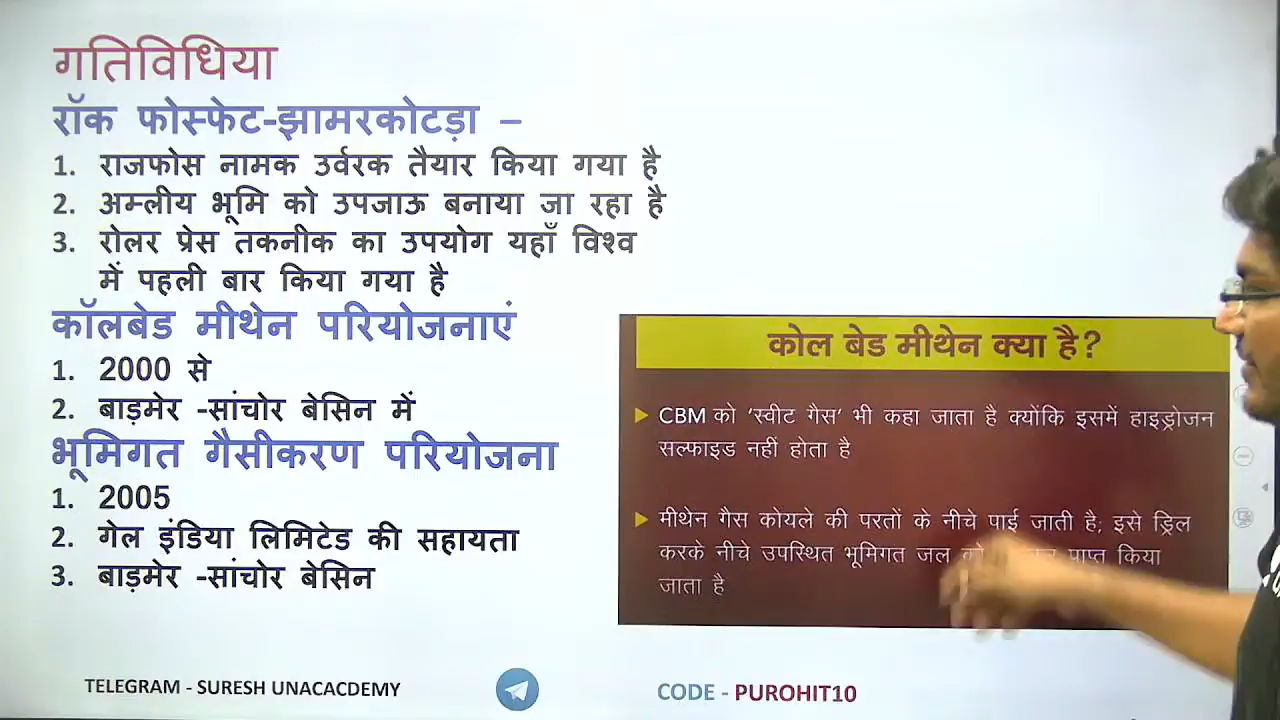 गतिविधिया
रॉक फोस्फेट-झामरकोटड़ा –
1. राजफोस नामक उर्वरक तैयार किया गया है
2. अम्लीय भूमि को उपजाऊ बनाया जा रहा है
3. रोलर प्रेस तकनीक का उपयोग यहाँ विश्व
में पहली बार किया गया है
कॉलबेड मीथेन परियोजनाएं
1. 2000 से
2. बाड़मेर -सांचोर बेसिन में
भूमिगत गैसीकरण परियोजना
1. 2005
2. गेल इंडिया लिमिटेड की सहायता
3. बाड़मेर -सांचोर बेसिन
कोल बेड मीथेन क्या है?
CBM को 'स्वीट गैस' भी कहा जाता है क्योंकि इसमें हाइड्रोजन
सल्फाइड नहीं होता है
मीथेन गैस कोयले की परतों के नीचे पाई जाती है; इसे ड्रिल
करके नीचे उपस्थित भूमिगत जल को प्राप्त किया
जाता है
TELEGRAM - SURESH UNACACDEMY
CODE - PUROHIT10